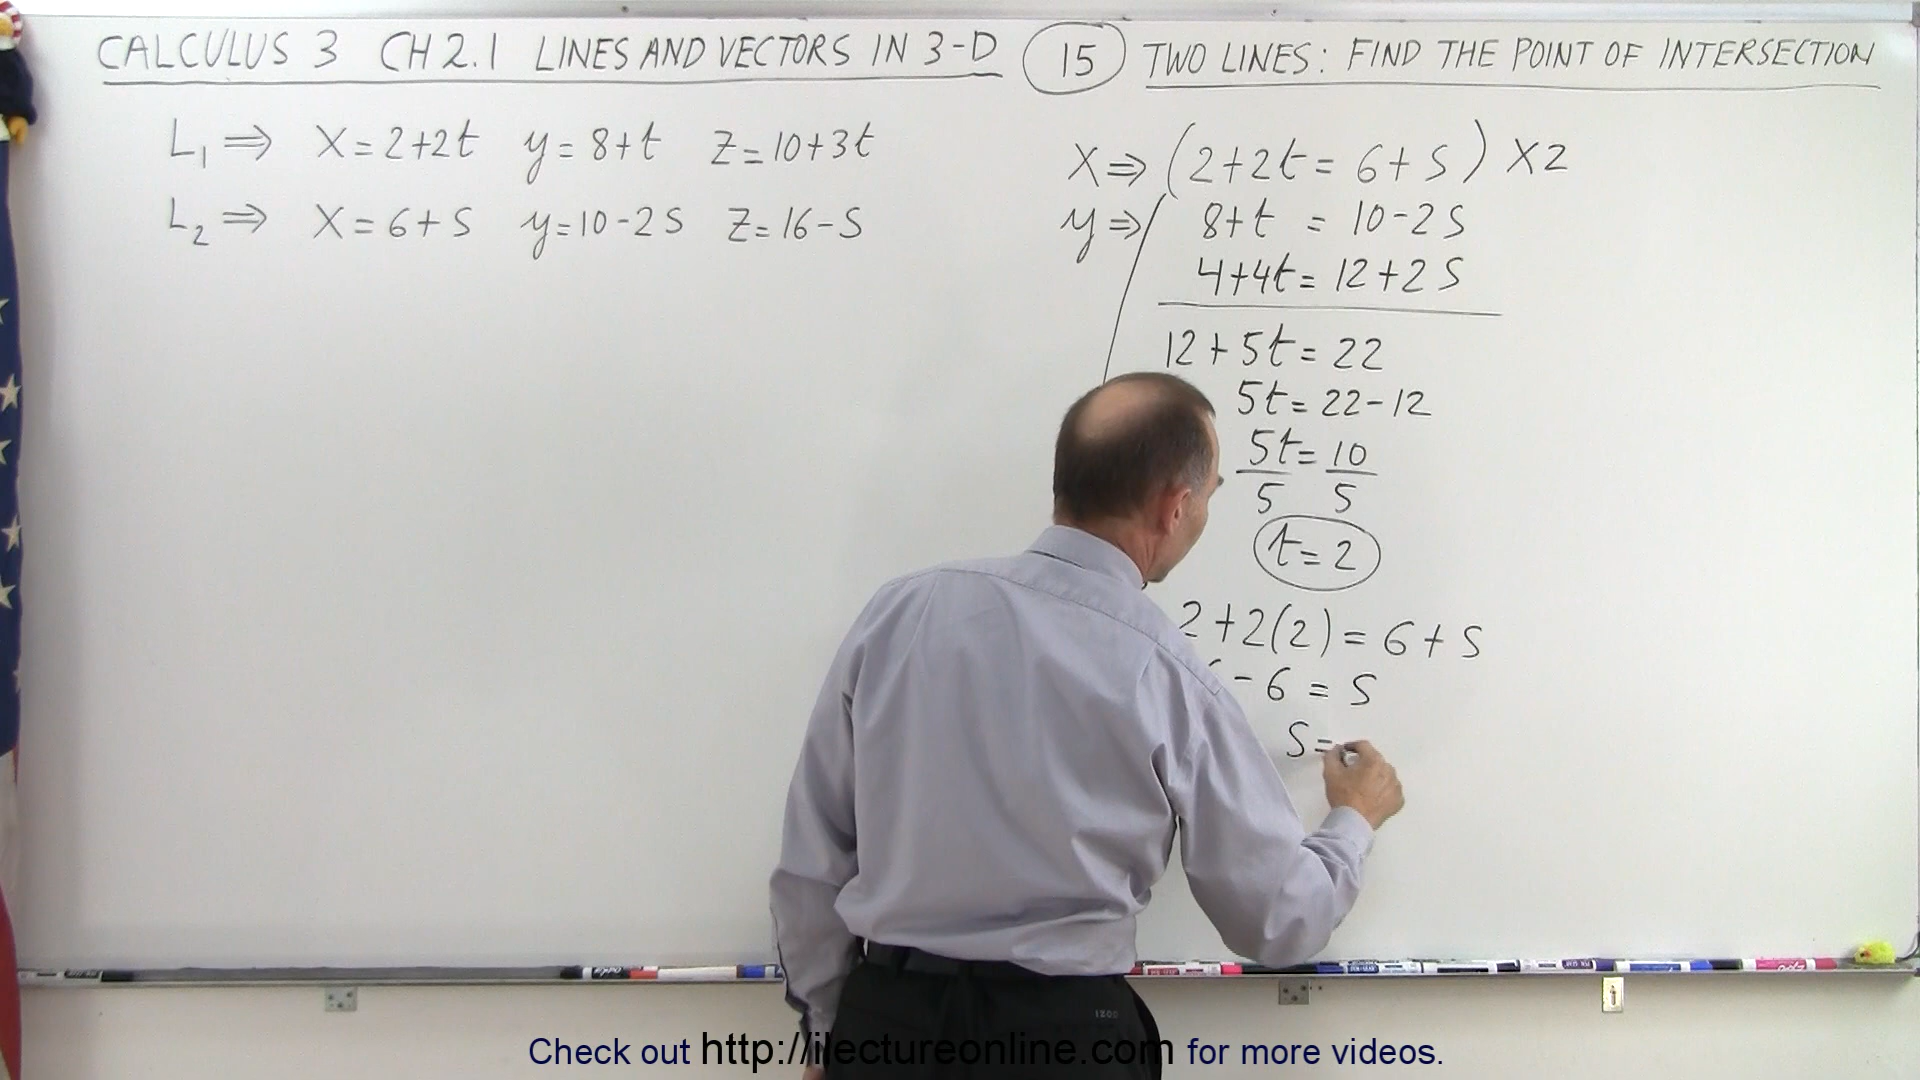 CALCULUS 3 CH 2.1 LINES AND VECTORS IN 3-D 15 TWO LINES: FIND THE POINT OF INTERSECTION
L₁ ⇒ X=2+2t y=8+t Z=10+3t
L₂ ⇒ X=6+S y=10-2S Z=16-S
X⇒ (2+2t=6+S) X2
y⇒ 8+t = 10-2S
4+4t=12+2S
12+5t=22
5t=22-12
5t=10
5 5
t=2
2+2(2)=6+S
-6=S
S=
IZOD
Check out http://ilectureonline.com for more videos.